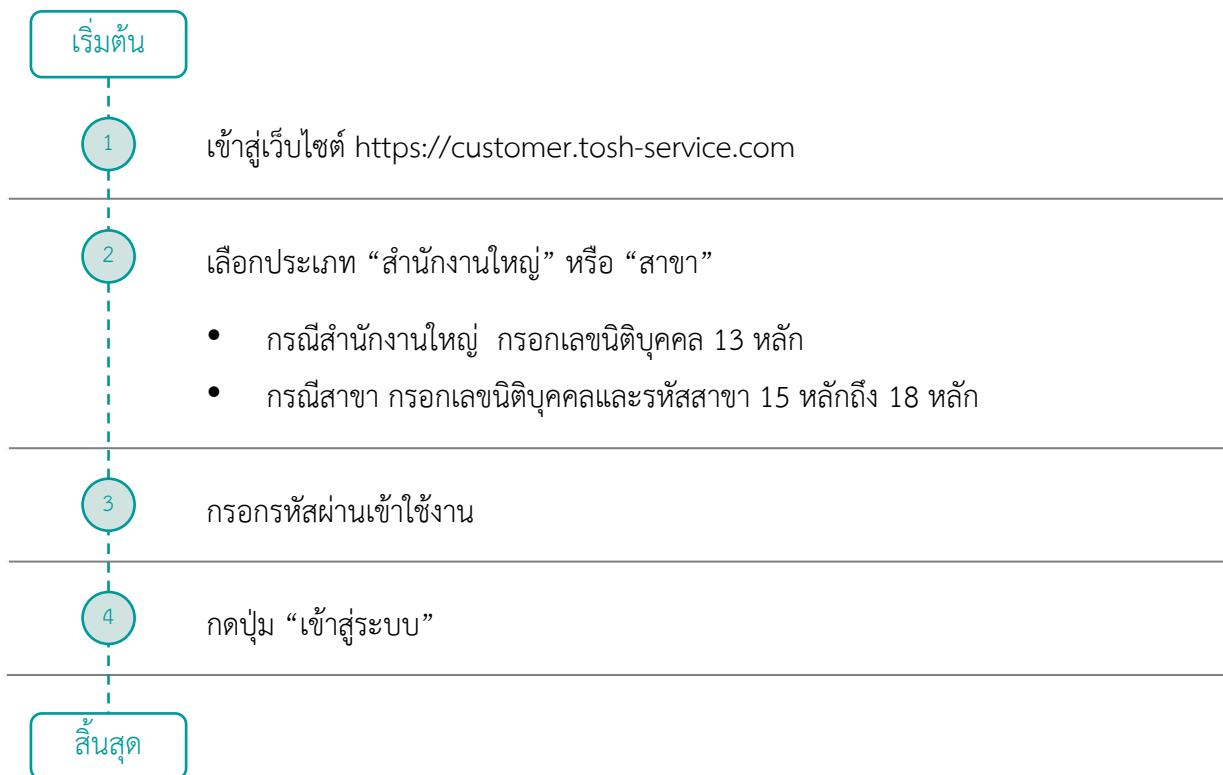 เริ่มต้น
1
เข้าสู่เว็บไซต์ https://customer.tosh-service.com
2
เลือกประเภท “สำนักงานใหญ่” หรือ “สาขา”
• กรณีสำนักงานใหญ่ กรอกเลขนิติบุคคล 13 หลัก
• กรณีสาขา กรอกเลขนิติบุคคลและรหัสสาขา 15 หลักถึง 18 หลัก
3
กรอกรหัสผ่านเข้าใช้งาน
4
กดปุ่ม “เข้าสู่ระบบ”
สิ้นสุด